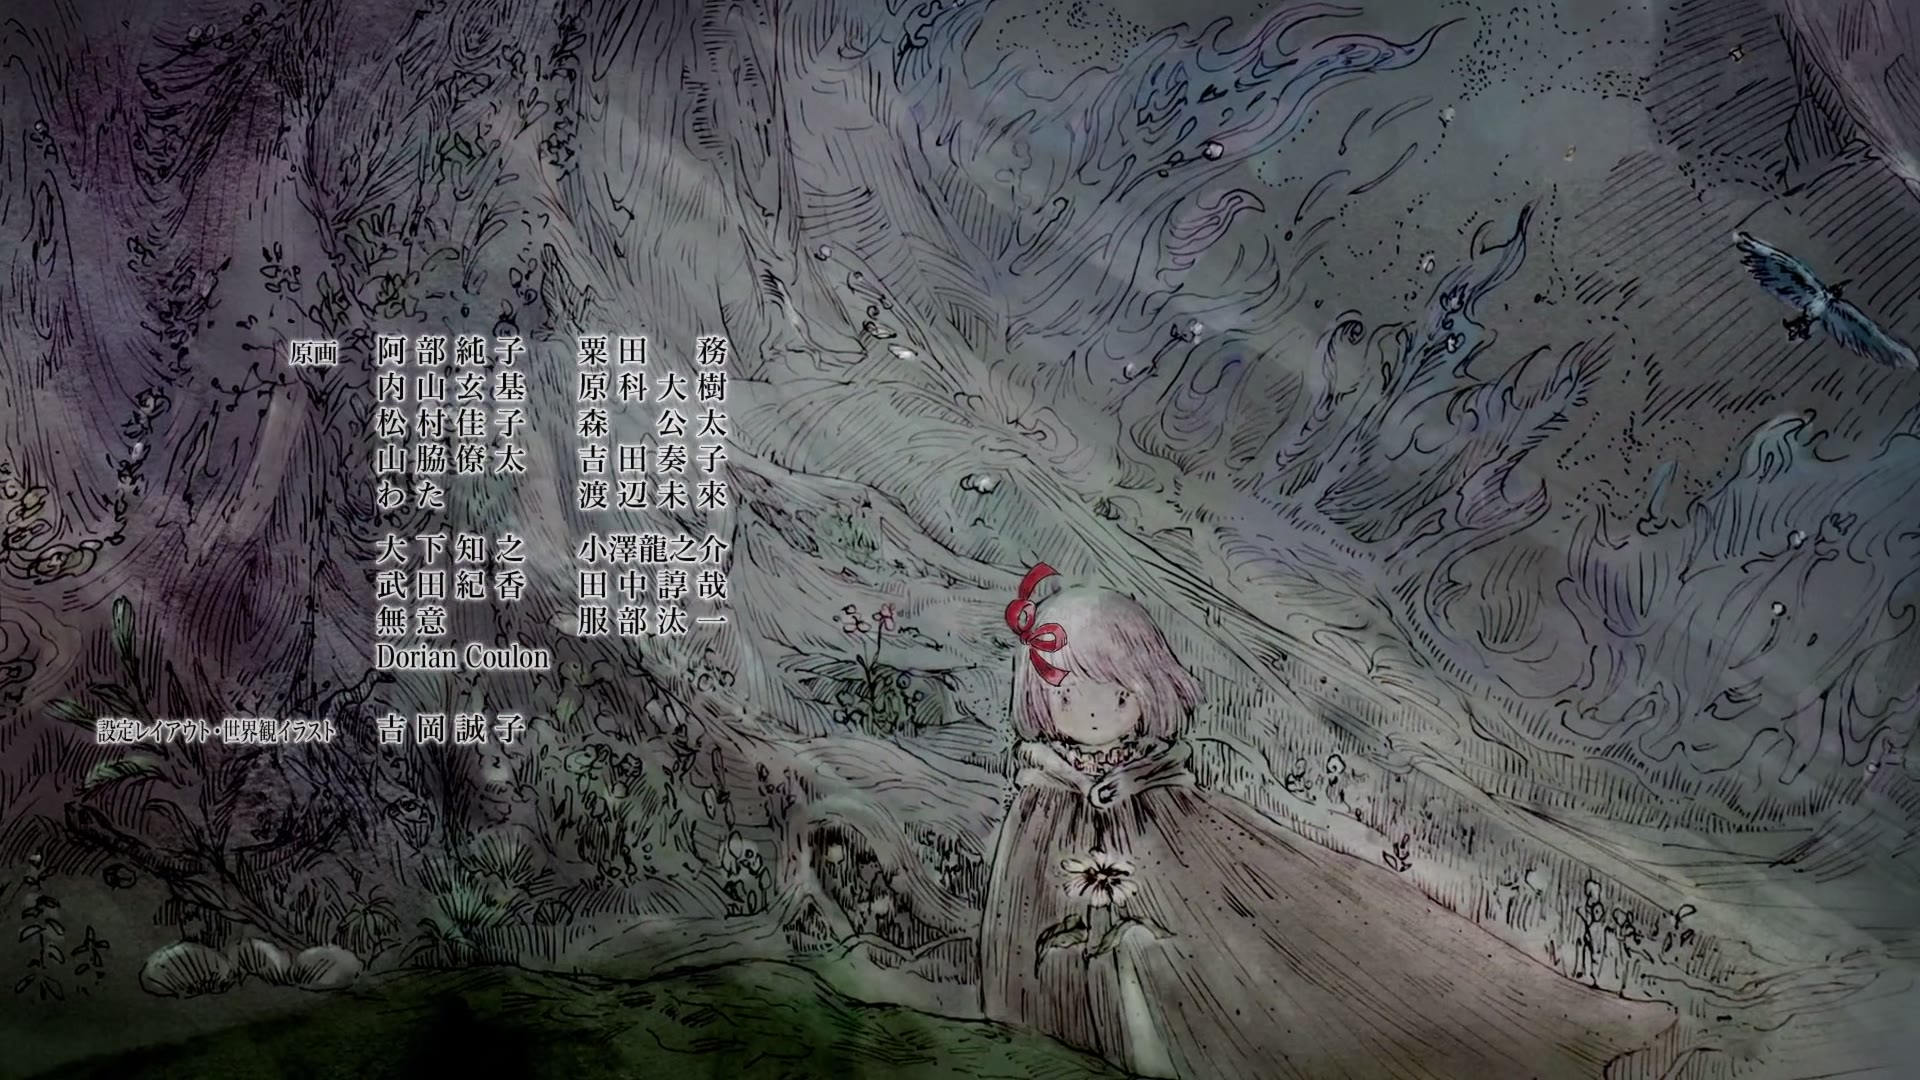 原画 阿部純子 粟田 務
内山玄基 原科大樹
松村佳子 森 公太
山脇僚太 吉田奏子
わた 渡辺未來
大下知之 小澤龍之介
武田紀香 田中諄哉
無意 服部汰一
Dorian Coulon
設定レイアウト・世界観イラスト 吉岡誠子